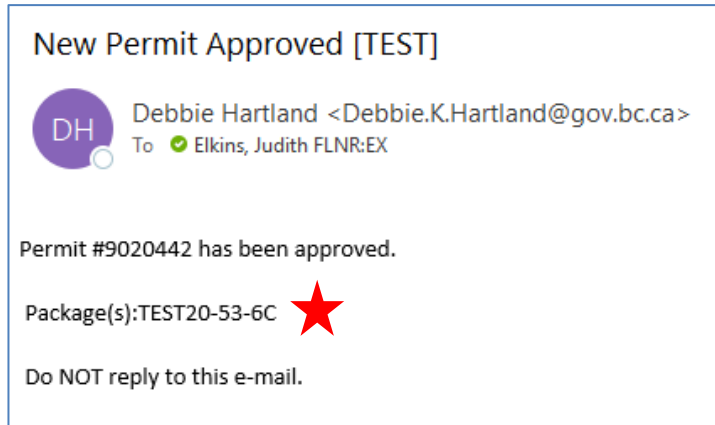 New Permit Approved [TEST]
DH
Debbie Hartland <Debbie.K.Hartland@gov.bc.ca>
To Elkins, Judith FLNR:EX
Permit #9020442 has been approved.
Package(s):TEST20-53-6C
Do NOT reply to this e-mail.